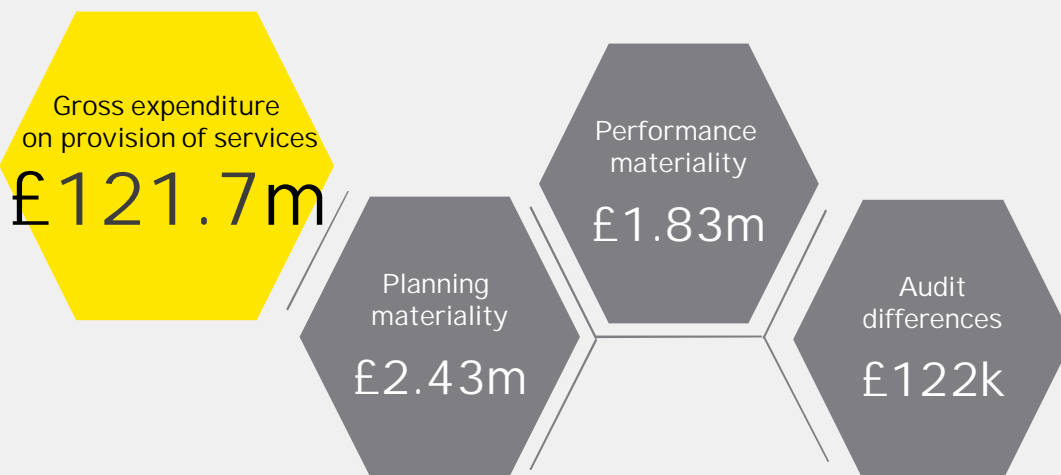 Gross expenditure
on provision of services
£121.7m
Planning
materiality
£2.43m
Performance
materiality
£1.83m
Audit
differences
£122k